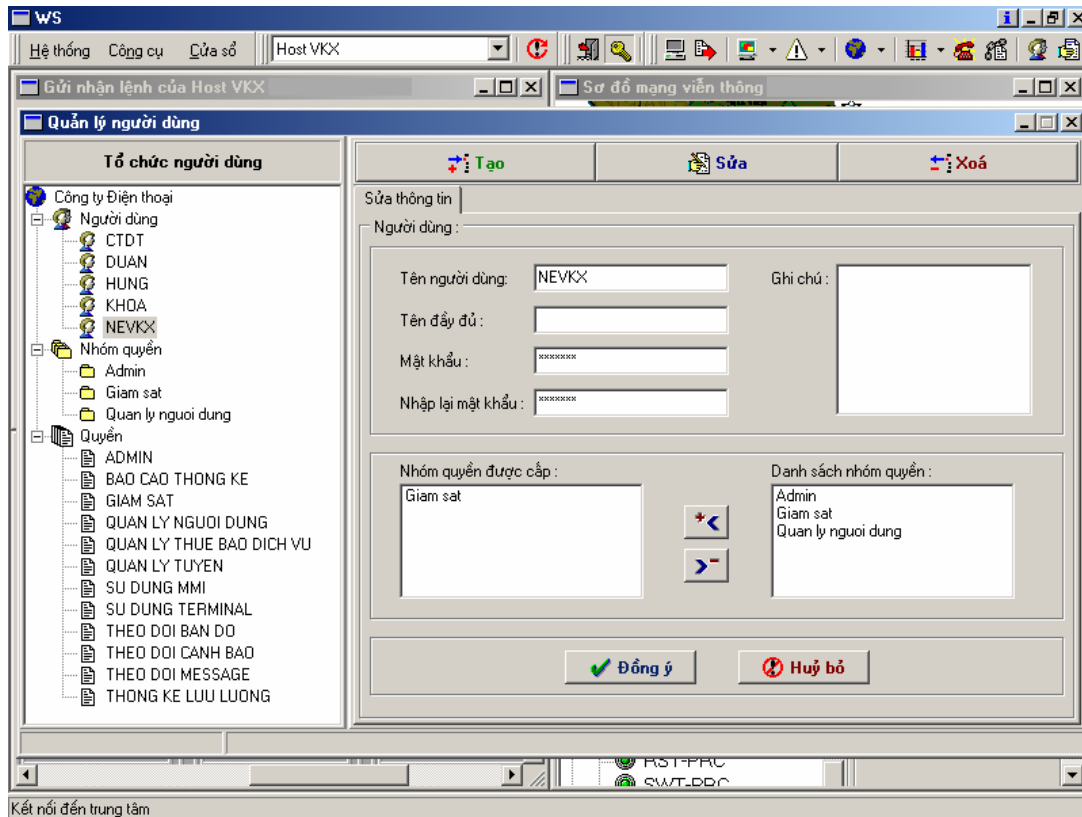 WS
Hệ thống Công cụ Cửa sổ Host VKX
Gửi nhận lệnh của Host VKX
Sơ đồ mạng viễn thông
Quản lý người dùng
Tổ chức người dùng
Tạo
Sửa
Xoá
Công ty Điện thoại
Người dùng
CTDT
DUAN
HUNG
KHOA
NEVKX
Nhóm quyền
Admin
Giam sat
Quan ly nguoi dung
Quyền
ADMIN
BAO CAO THONG KE
GIAM SAT
QUAN LY NGUOI DUNG
QUAN LY THUE BAO DICH VU
QUAN LY TUYEN
SU DUNG MMI
SU DUNG TERMINAL
THEO DOI BAN DO
THEO DOI CANH BAO
THEO DOI MESSAGE
THONG KE LUU LUONG
Sửa thông tin
Người dùng :
Tên người dùng: NEVKX
Tên đầy đủ :
Mật khẩu : *******
Nhập lại mật khẩu : *******
Ghi chú :
Nhóm quyền được cấp :
Giam sat
Danh sách nhóm quyền :
Admin
Giam sat
Quan ly nguoi dung
Đồng ý
Huỷ bỏ
RST-PRC
SWT-PRC
Kết nối đến trung tâm